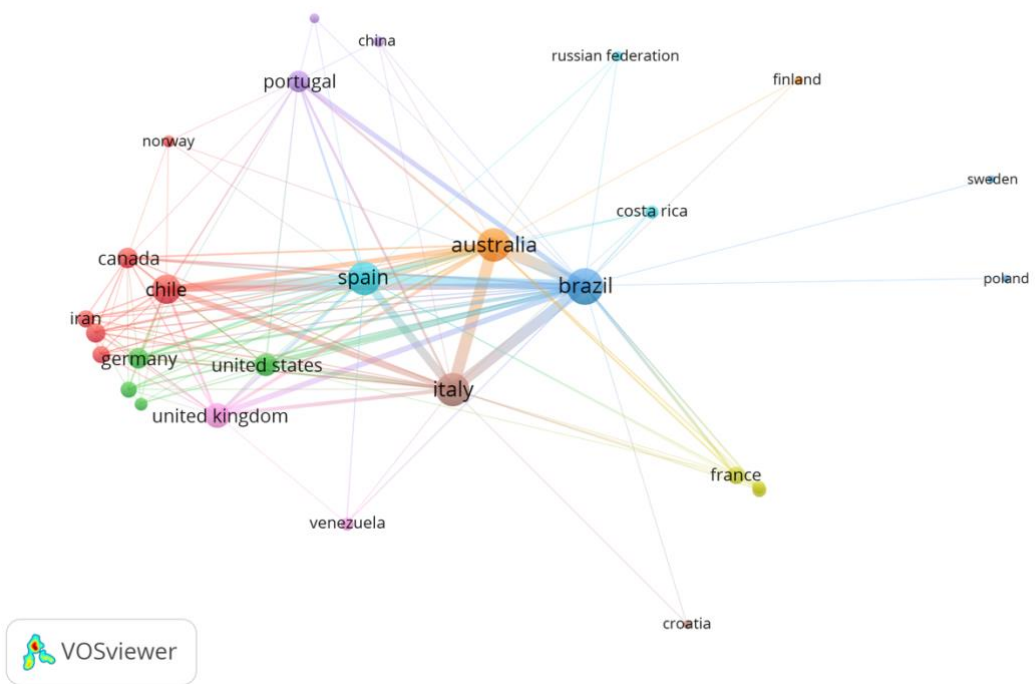 china
russian federation
portugal
finland
norway
sweden
costa rica
australia
canada
spain
poland
brazil
chile
iran
germany
united states
italy
united kingdom
france
venezuela
croatia
VOSviewer